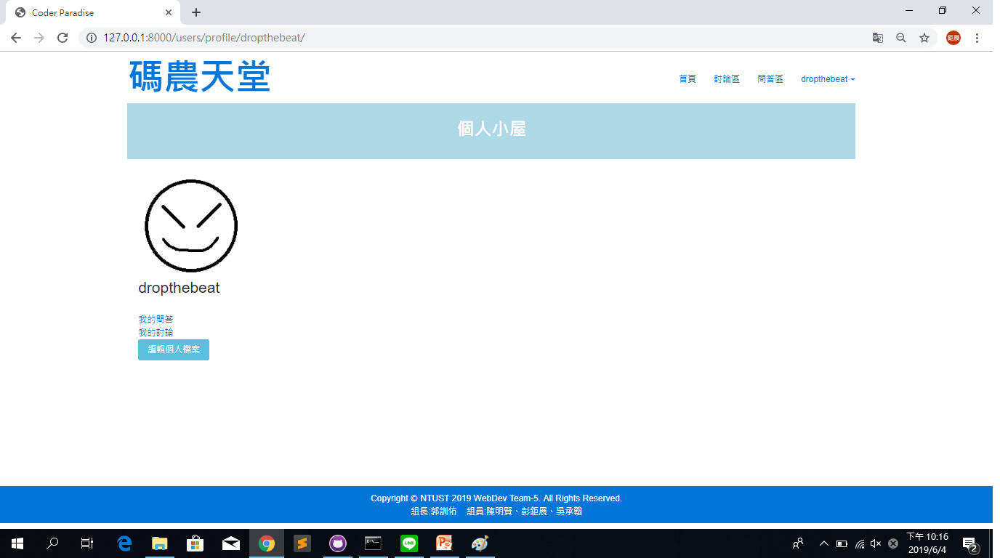 Coder Paradise
127.0.0.1:8000/users/profile/dropthebeat/
鉅展
碼農天堂
首頁 討論區 問答區 dropthebeat
個人小屋
dropthebeat
我的問答
我的討論
編輯個人檔案
Copyright © NTUST 2019 WebDev Team-5. All Rights Reserved.
組長:郭訓佑 組員:陳明賢、彭鉅展、吳承翰
下午 10:16
2019/6/4
2